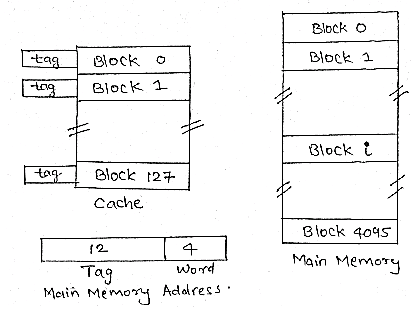 tag Block 0
tag Block 1
tag Block 127
Cache
12 4
Tag Word
Main Memory Address.
Block 0
Block 1
Block i
Block 4095
Main Memory